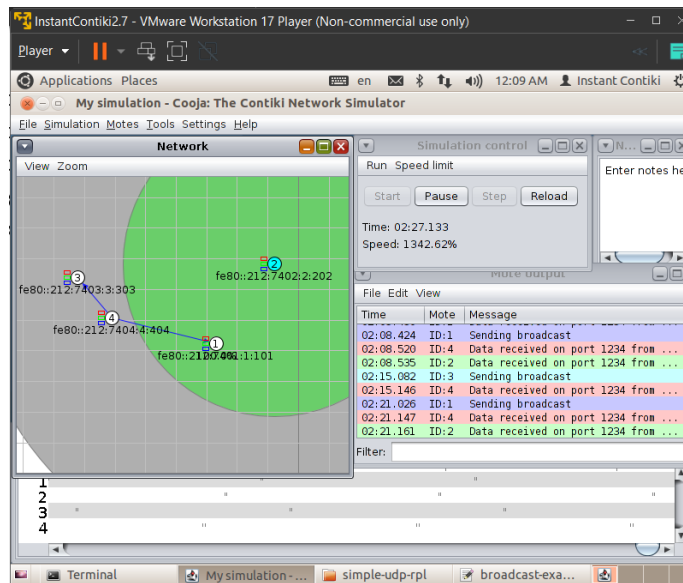 InstantContiki2.7 - VMware Workstation 17 Player (Non-commercial use only)
Player
Applications Places en 12:09 AM Instant Contiki
My simulation - Cooja: The Contiki Network Simulator
File Simulation Motes Tools Settings Help
Network
View Zoom
3
fe80::212:7403:3:303
2
fe80::212:7402:2:202
4
fe80::212:7404:4:404
1
Simulation control
Run Speed limit
Start Pause Step Reload
Time: 02:27.133
Speed: 1342.62%
N...
Enter notes he
Mote output
File Edit View
Time Mote Message
02:08.424 ID:1 Sending broadcast
02:08.520 ID:4 Data received on port 1234 from ...
02:08.535 ID:2 Data received on port 1234 from ...
02:15.082 ID:3 Sending broadcast
02:15.146 ID:4 Data received on port 1234 from ...
02:21.026 ID:1 Sending broadcast
02:21.147 ID:4 Data received on port 1234 from ...
02:21.161 ID:2 Data received on port 1234 from ...
Filter:
1
2
3
4
Terminal My simulation - ... simple-udp-rpl broadcast-exa...